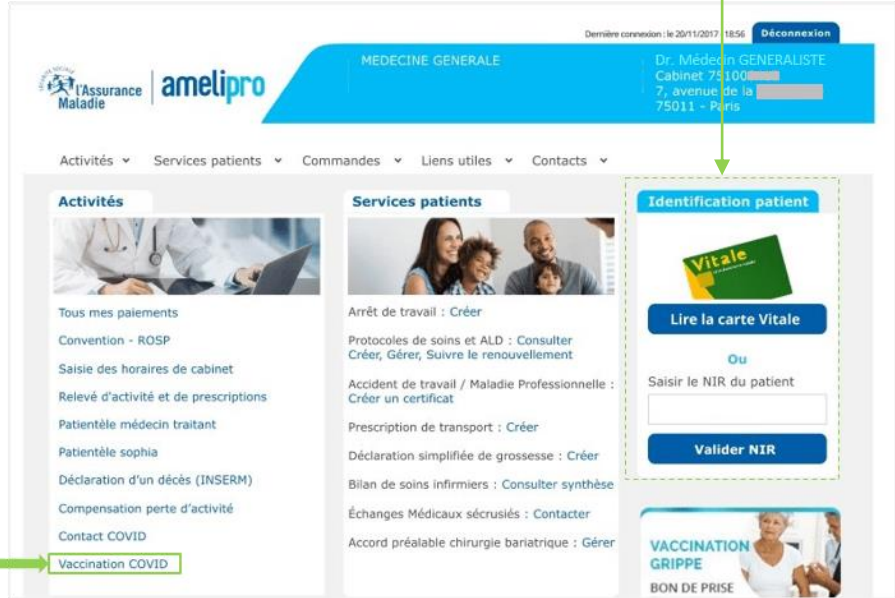 Dernière connexion : le 20/11/2017 18:56 Déconnexion
SÉCURITÉ SOCIALE
l'Assurance
Maladie
amelipro
MEDECINE GENERALE
Dr. Médecin GENERALISTE
Cabinet 75100
7, avenue de la
75011 - Paris
Activités Services patients Commandes Liens utiles Contacts
Activités
Tous mes paiements
Convention - ROSP
Saisie des horaires de cabinet
Relevé d'activité et de prescriptions
Patientèle médecin traitant
Patientèle sophia
Déclaration d'un décès (INSERM)
Compensation perte d'activité
Contact COVID
Vaccination COVID
Services patients
Arrêt de travail : Créer
Protocoles de soins et ALD : Consulter
Créer, Gérer, Suivre le renouvellement
Accident de travail / Maladie Professionnelle :
Créer un certificat
Prescription de transport : Créer
Déclaration simplifiée de grossesse : Créer
Bilan de soins infirmiers : Consulter synthèse
Échanges Médicaux sécrusiés : Contacter
Accord préalable chirurgie bariatrique : Gérer
Identification patient
Vitale
Lire la carte Vitale
Ou
Saisir le NIR du patient
Valider NIR
VACCINATION
GRIPPE
BON DE PRISE